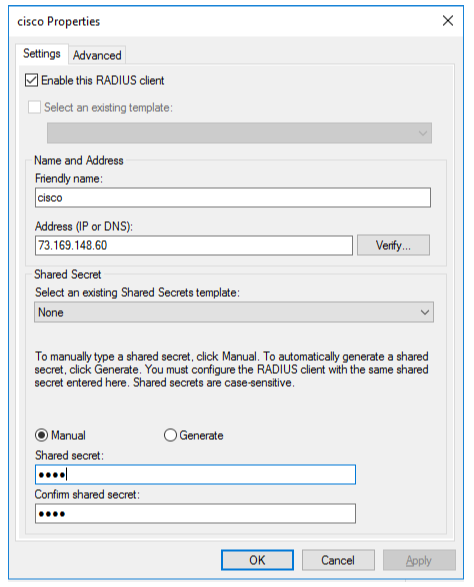 cisco Properties
Settings
Advanced
Enable this RADIUS client
Select an existing template:
Name and Address
Friendly name:
cisco
Address (IP or DNS):
73.169.148.60
Verify...
Shared Secret
Select an existing Shared Secrets template:
None
To manually type a shared secret, click Manual. To automatically generate a shared
secret, click Generate. You must configure the RADIUS client with the same shared
secret entered here. Shared secrets are case-sensitive.
Manual
Generate
Shared secret:
••••
Confirm shared secret:
••••
OK
Cancel
Apply